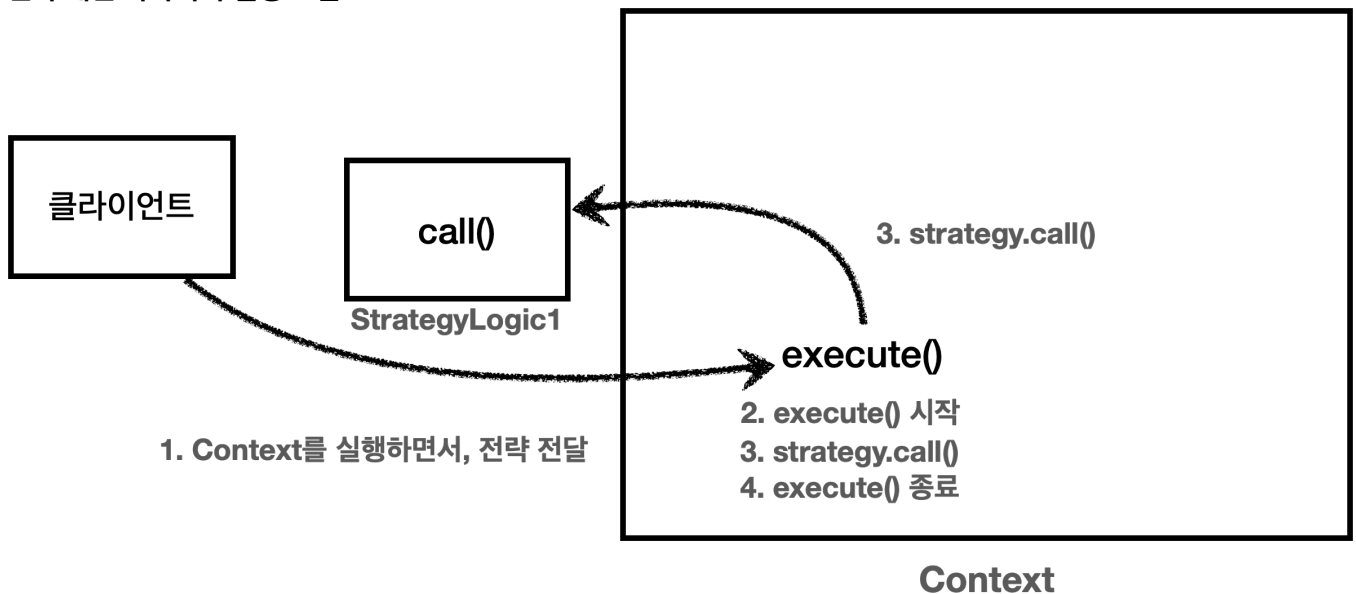 클라이언트
call()
StrategyLogic1
3. strategy.call()
execute()
2. execute() 시작
3. strategy.call()
4. execute() 종료
1. Context를 실행하면서, 전략 전달
Context